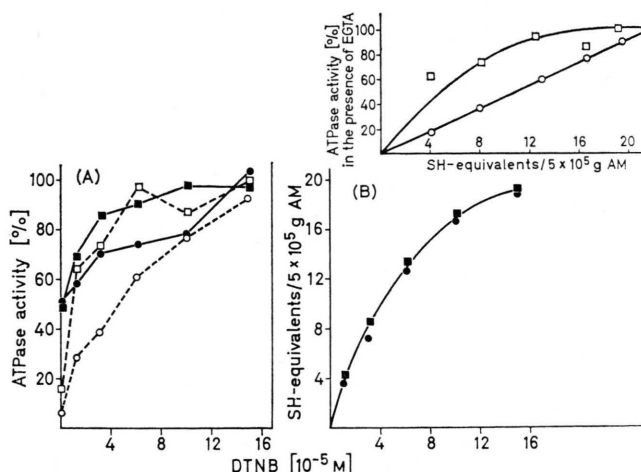 ATPase activity [%]
in the presence of EGTA
100
80
60
40
20
4 8 12 16 20
SH-equivalents/5 x 10⁵ g AM
(A)
ATPase activity [%]
100
80
60
40
20
4 8 12 16
(B)
SH-equivalents/5 x 10⁵ g AM
20
16
12
8
4
4 8 12 16
DTNB [10⁻⁵ M]